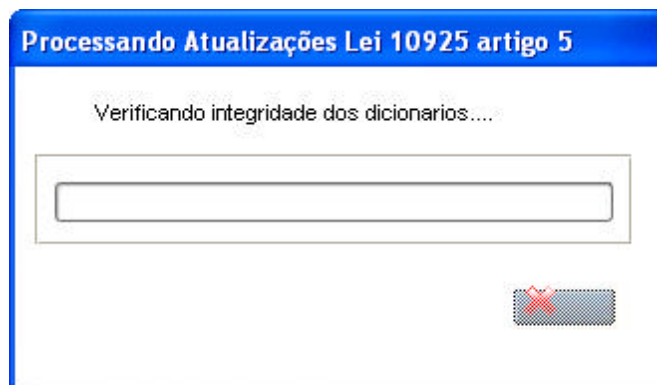 Processando Atualizações Lei 10925 artigo 5
Verificando integridade dos dicionarios....